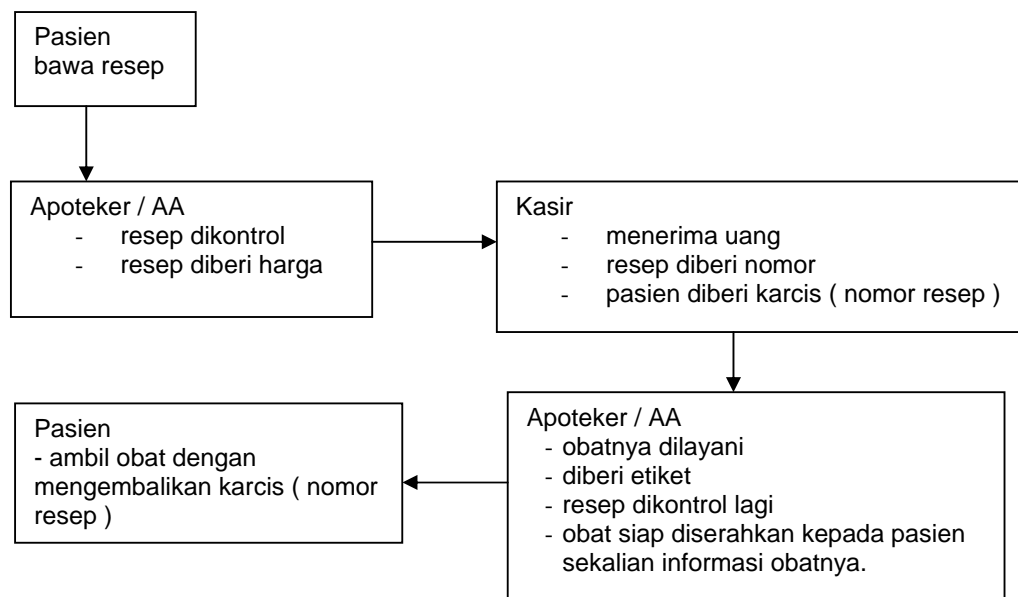 Pasien
bawa resep
Apoteker / AA
- resep dikontrol
- resep diberi harga
Kasir
- menerima uang
- resep diberi nomor
- pasien diberi karcis ( nomor resep )
Apoteker / AA
- obatnya dilayani
- diberi etiket
- resep dikontrol lagi
- obat siap diserahkan kepada pasien
sekalian informasi obatnya.
Pasien
- ambil obat dengan
mengembalikan karcis ( nomor
resep )